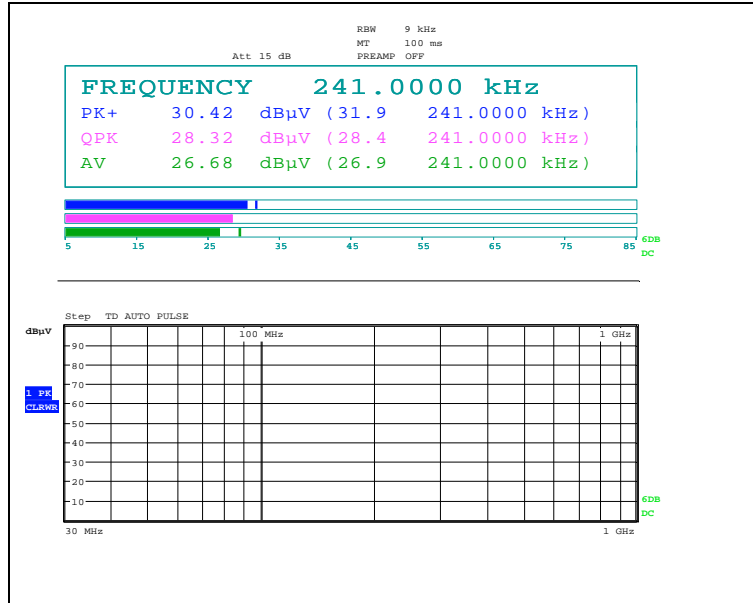 RBW 9 kHz
MT 100 ms
Att 15 dB PREAMP OFF
FREQUENCY 241.0000 kHz
PK+ 30.42 dBµV (31.9 241.0000 kHz)
QPK 28.32 dBµV (28.4 241.0000 kHz)
AV 26.68 dBµV (26.9 241.0000 kHz)
5 15 25 35 45 55 65 75 85
6DB
DC
Step TD AUTO PULSE
dBµV
100 MHz 1 GHz
90
80
70
1 PK
CLRWR
60
50
40
30
20
10
6DB
DC
30 MHz 1 GHz